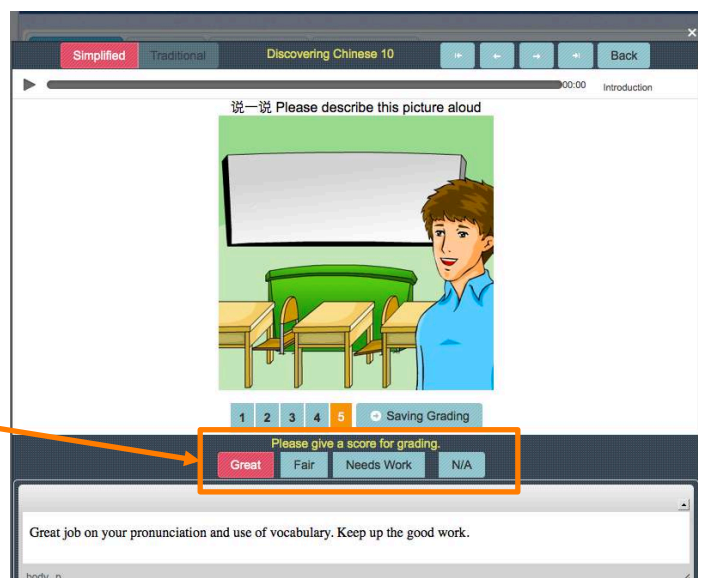 Simplified Traditional Discovering Chinese 10 Back
00:00 Introduction
说一说 Please describe this picture aloud
1 2 3 4 5 Saving Grading
Please give a score for grading.
Great Fair Needs Work N/A
Great job on your pronunciation and use of vocabulary. Keep up the good work.
body p